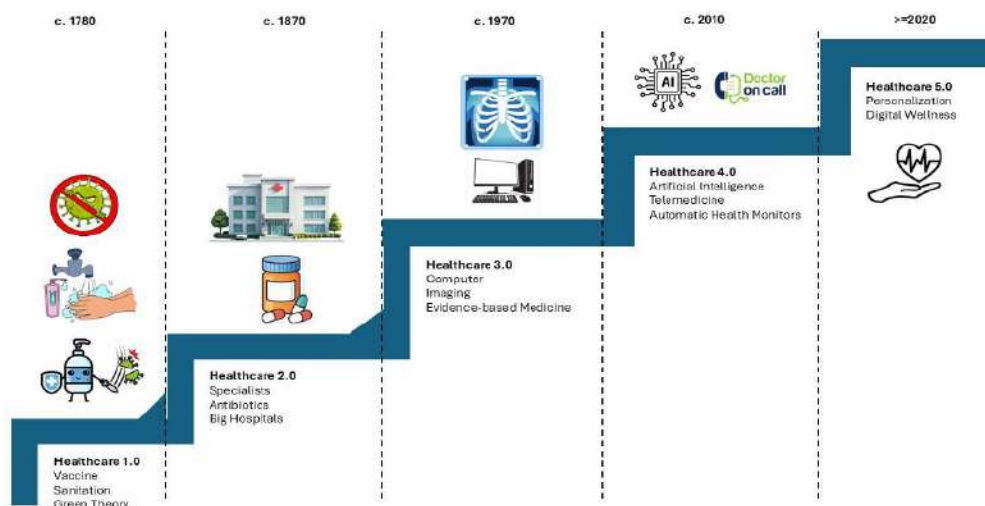 c. 1780
c. 1870
c. 1970
c. 2010
>=2020
AI
Doctor
on call
Healthcare 5.0
Personalization
Digital Wellness
Healthcare 4.0
Artificial Intelligence
Telemedicine
Automatic Health Monitors
Healthcare 3.0
Computer
Imaging
Evidence-based Medicine
Healthcare 2.0
Specialists
Antibiotics
Big Hospitals
Healthcare 1.0
Vaccine
Sanitation
Green Theory